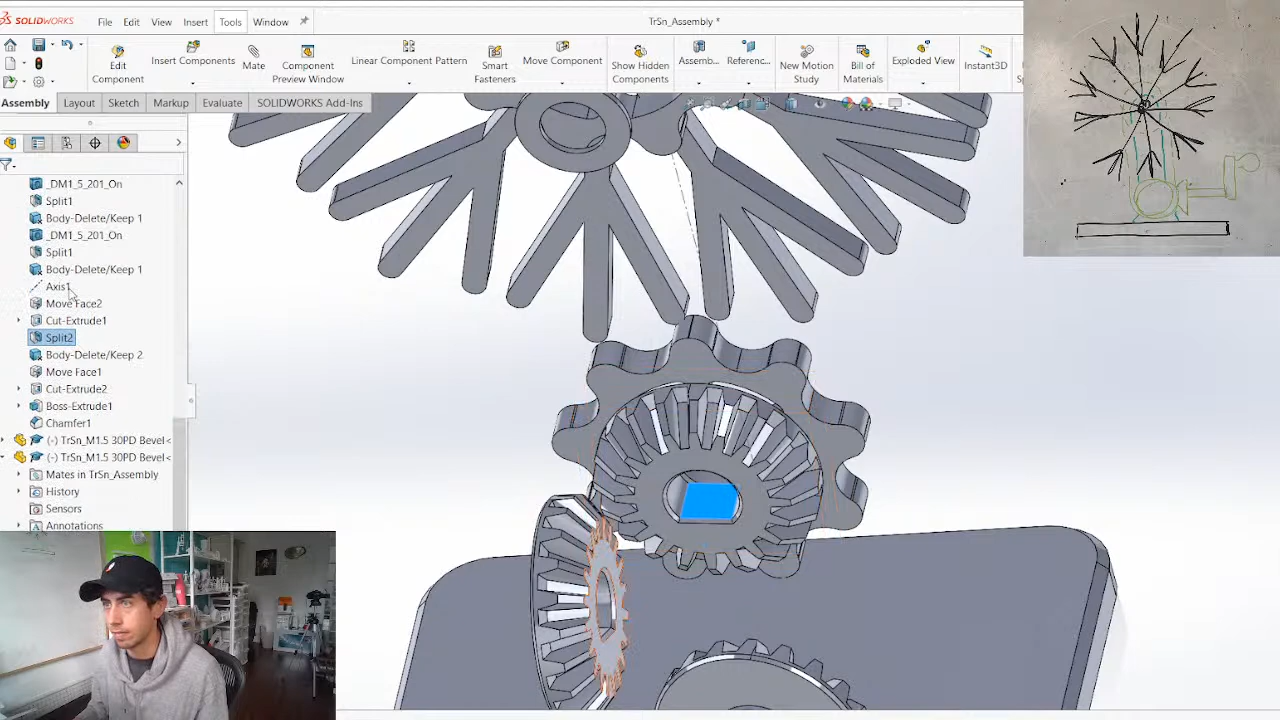 SOLIDWORKS
File
Edit
View
Insert
Tools
Window
TrSn_Assembly *
Edit
Component
Insert Components
Mate
Component
Preview Window
Linear Component Pattern
Smart
Fasteners
Move Component
Show Hidden
Components
Assemb...
Referenc...
New Motion
Study
Bill of
Materials
Exploded View
Instant3D
Assembly
Layout
Sketch
Markup
Evaluate
SOLIDWORKS Add-Ins
_DM1_5_201_On
Split1
Body-Delete/Keep 1
_DM1_5_201_On
Split1
Body-Delete/Keep 1
Axis1
Move Face2
Cut-Extrude1
Split2
Body-Delete/Keep 2
Move Face1
Cut-Extrude2
Boss-Extrude1
Chamfer1
(-) TrSn_M1.5 30PD Bevel<
(-) TrSn_M1.5 30PD Bevel<
Mates in TrSn_Assembly
History
Sensors
Annotations